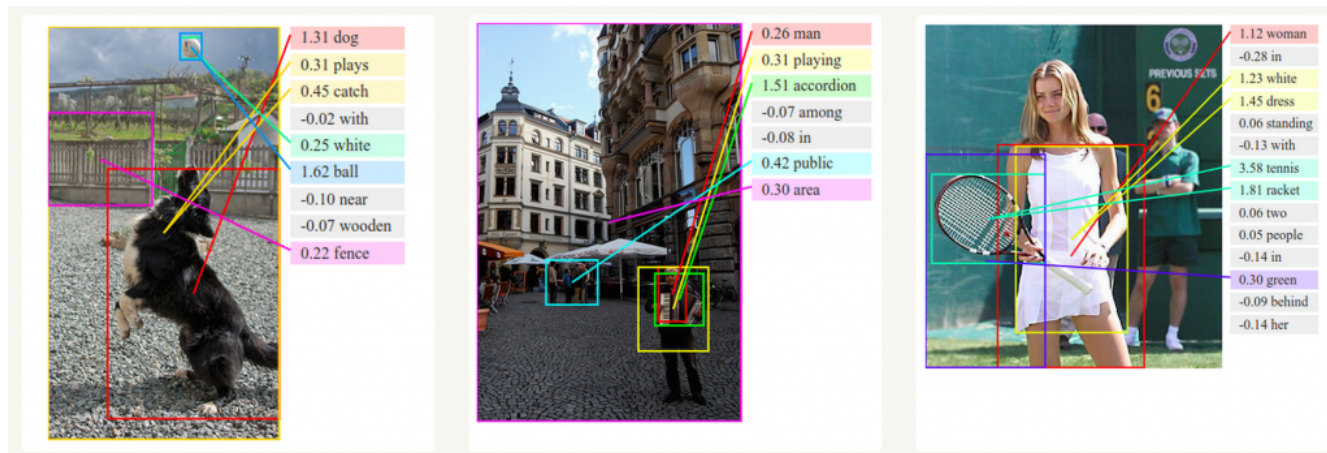 1.31 dog
0.31 plays
0.45 catch
-0.02 with
0.25 white
1.62 ball
-0.10 near
-0.07 wooden
0.22 fence
0.26 man
0.31 playing
1.51 accordion
-0.07 among
-0.08 in
0.42 public
0.30 area
PREVIOUS SETS
6
1.12 woman
-0.28 in
1.23 white
1.45 dress
0.06 standing
-0.13 with
3.58 tennis
1.81 racket
0.06 two
0.05 people
-0.14 in
0.30 green
-0.09 behind
-0.14 her